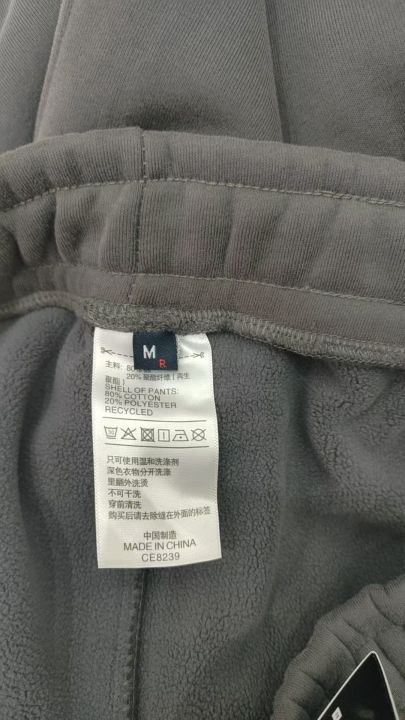 M
R
主料: 80
20% 聚酯纤维 (再生
聚酯)
SHELL OF PANTS:
80% COTTON
20% POLYESTER
RECYCLED
只可使用温和洗涤剂
深色衣物分开洗涤
里翻外洗烫
不可干洗
穿前清洗
购买后请去除缝在外面的标签
中国制造
MADE IN CHINA
CE8239